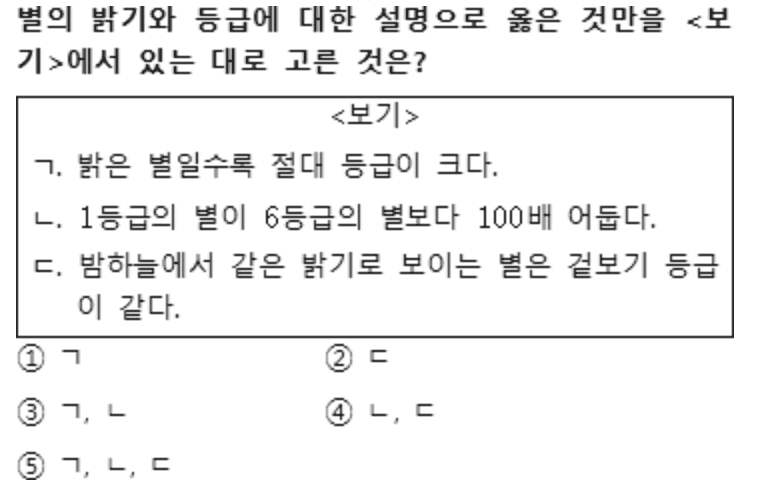 별의 밝기와 등급에 대한 설명으로 옳은 것만을 <보
기>에서 있는 대로 고른 것은?
<보기>
ㄱ. 밝은 별일수록 절대 등급이 크다.
ㄴ. 1등급의 별이 6등급의 별보다 100배 어둡다.
ㄷ. 밤하늘에서 같은 밝기로 보이는 별은 겉보기 등급
이 같다.
① ㄱ ② ㄷ
③ ㄱ, ㄴ ④ ㄴ, ㄷ
⑤ ㄱ, ㄴ, ㄷ